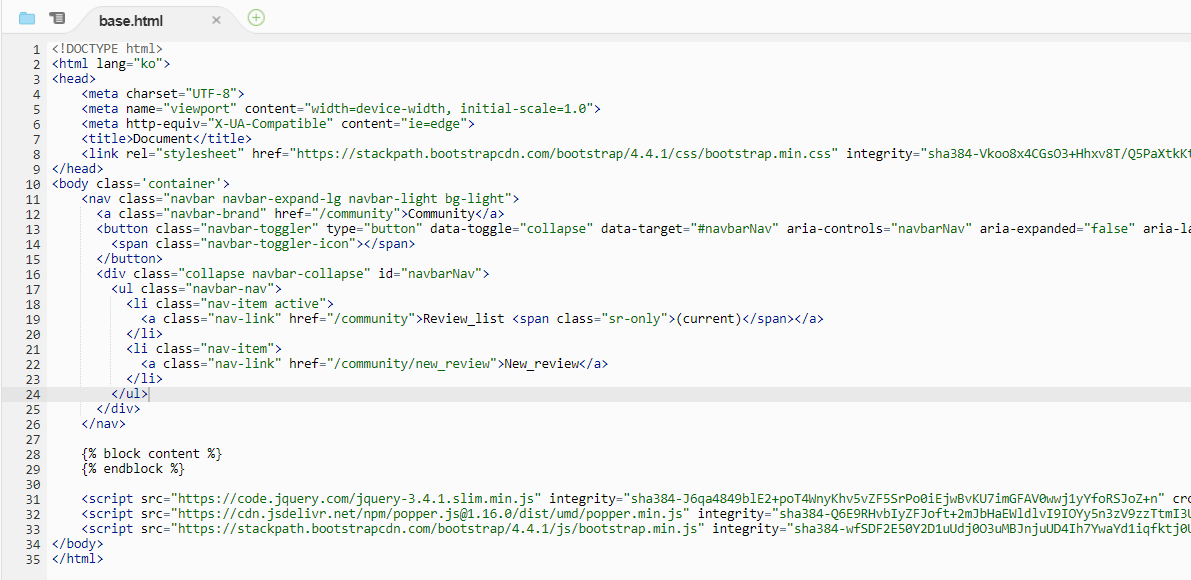 base.html
1 <!DOCTYPE html>
2 <html lang="ko">
3 <head>
4     <meta charset="UTF-8">
5     <meta name="viewport" content="width=device-width, initial-scale=1.0">
6     <meta http-equiv="X-UA-Compatible" content="ie=edge">
7     <title>Document</title>
8     <link rel="stylesheet" href="https://stackpath.bootstrapcdn.com/bootstrap/4.4.1/css/bootstrap.min.css" integrity="sha384-Vkoo8x4CGsO3+Hhxv8T/Q5PaXtkKt
9 </head>
10 <body class='container'>
11     <nav class="navbar navbar-expand-lg navbar-light bg-light">
12       <a class="navbar-brand" href="/community">Community</a>
13       <button class="navbar-toggler" type="button" data-toggle="collapse" data-target="#navbarNav" aria-controls="navbarNav" aria-expanded="false" aria-la
14         <span class="navbar-toggler-icon"></span>
15       </button>
16       <div class="collapse navbar-collapse" id="navbarNav">
17         <ul class="navbar-nav">
18           <li class="nav-item active">
19             <a class="nav-link" href="/community">Review_list <span class="sr-only">(current)</span></a>
20           </li>
21           <li class="nav-item">
22             <a class="nav-link" href="/community/new_review">New_review</a>
23           </li>
24         </ul>
25       </div>
26     </nav>
27
28     {% block content %}
29     {% endblock %}
30
31     <script src="https://code.jquery.com/jquery-3.4.1.slim.min.js" integrity="sha384-J6qa4849blE2+poT4WnyKhv5vZF5SrPo0iEjwBvKU7imGFAV0wwj1yYfoRSJoZ+n" cro
32     <script src="https://cdn.jsdelivr.net/npm/popper.js@1.16.0/dist/umd/popper.min.js" integrity="sha384-Q6E9RHvbIyZFJoft+2mJbHaEWldlvI9IOYy5n3zV9zzTtmI3U
33     <script src="https://stackpath.bootstrapcdn.com/bootstrap/4.4.1/js/bootstrap.min.js" integrity="sha384-wfSDF2E50Y2D1uUdj0O3uMBJnjuUD4Ih7YwaYd1iqfktj0U
34 </body>
35 </html>